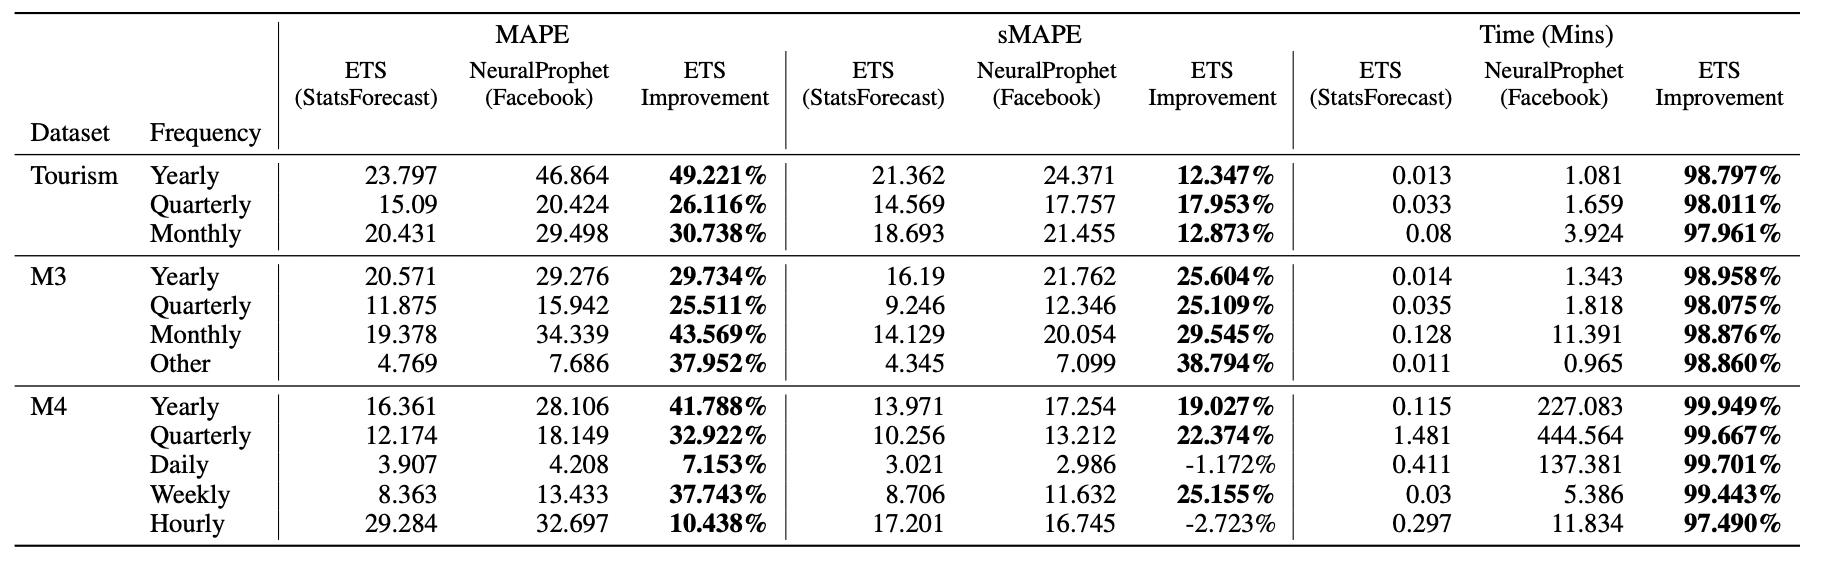 MAPE sMAPE Time (Mins)
ETS NeuralProphet ETS ETS NeuralProphet ETS ETS NeuralProphet ETS
(StatsForecast) (Facebook) Improvement (StatsForecast) (Facebook) Improvement (StatsForecast) (Facebook) Improvement
Dataset Frequency
Tourism Yearly 23.797 46.864 49.221% 21.362 24.371 12.347% 0.013 1.081 98.797%
Quarterly 15.09 20.424 26.116% 14.569 17.757 17.953% 0.033 1.659 98.011%
Monthly 20.431 29.498 30.738% 18.693 21.455 12.873% 0.08 3.924 97.961%
M3 Yearly 20.571 29.276 29.734% 16.19 21.762 25.604% 0.014 1.343 98.958%
Quarterly 11.875 15.942 25.511% 9.246 12.346 25.109% 0.035 1.818 98.075%
Monthly 19.378 34.339 43.569% 14.129 20.054 29.545% 0.128 11.391 98.876%
Other 4.769 7.686 37.952% 4.345 7.099 38.794% 0.011 0.965 98.860%
M4 Yearly 16.361 28.106 41.788% 13.971 17.254 19.027% 0.115 227.083 99.949%
Quarterly 12.174 18.149 32.922% 10.256 13.212 22.374% 1.481 444.564 99.667%
Daily 3.907 4.208 7.153% 3.021 2.986 -1.172% 0.411 137.381 99.701%
Weekly 8.363 13.433 37.743% 8.706 11.632 25.155% 0.03 5.386 99.443%
Hourly 29.284 32.697 10.438% 17.201 16.745 -2.723% 0.297 11.834 97.490%